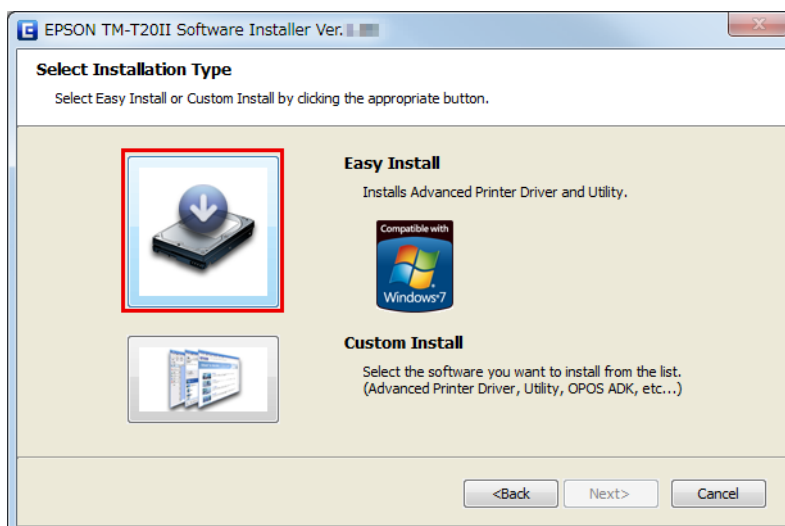 EPSON TM-T20II Software Installer Ver.
Select Installation Type
Select Easy Install or Custom Install by clicking the appropriate button.
Easy Install
Installs Advanced Printer Driver and Utility.
Compatible with
Windows 7
Custom Install
Select the software you want to install from the list.
(Advanced Printer Driver, Utility, OPOS ADK, etc...)
<Back
Next>
Cancel